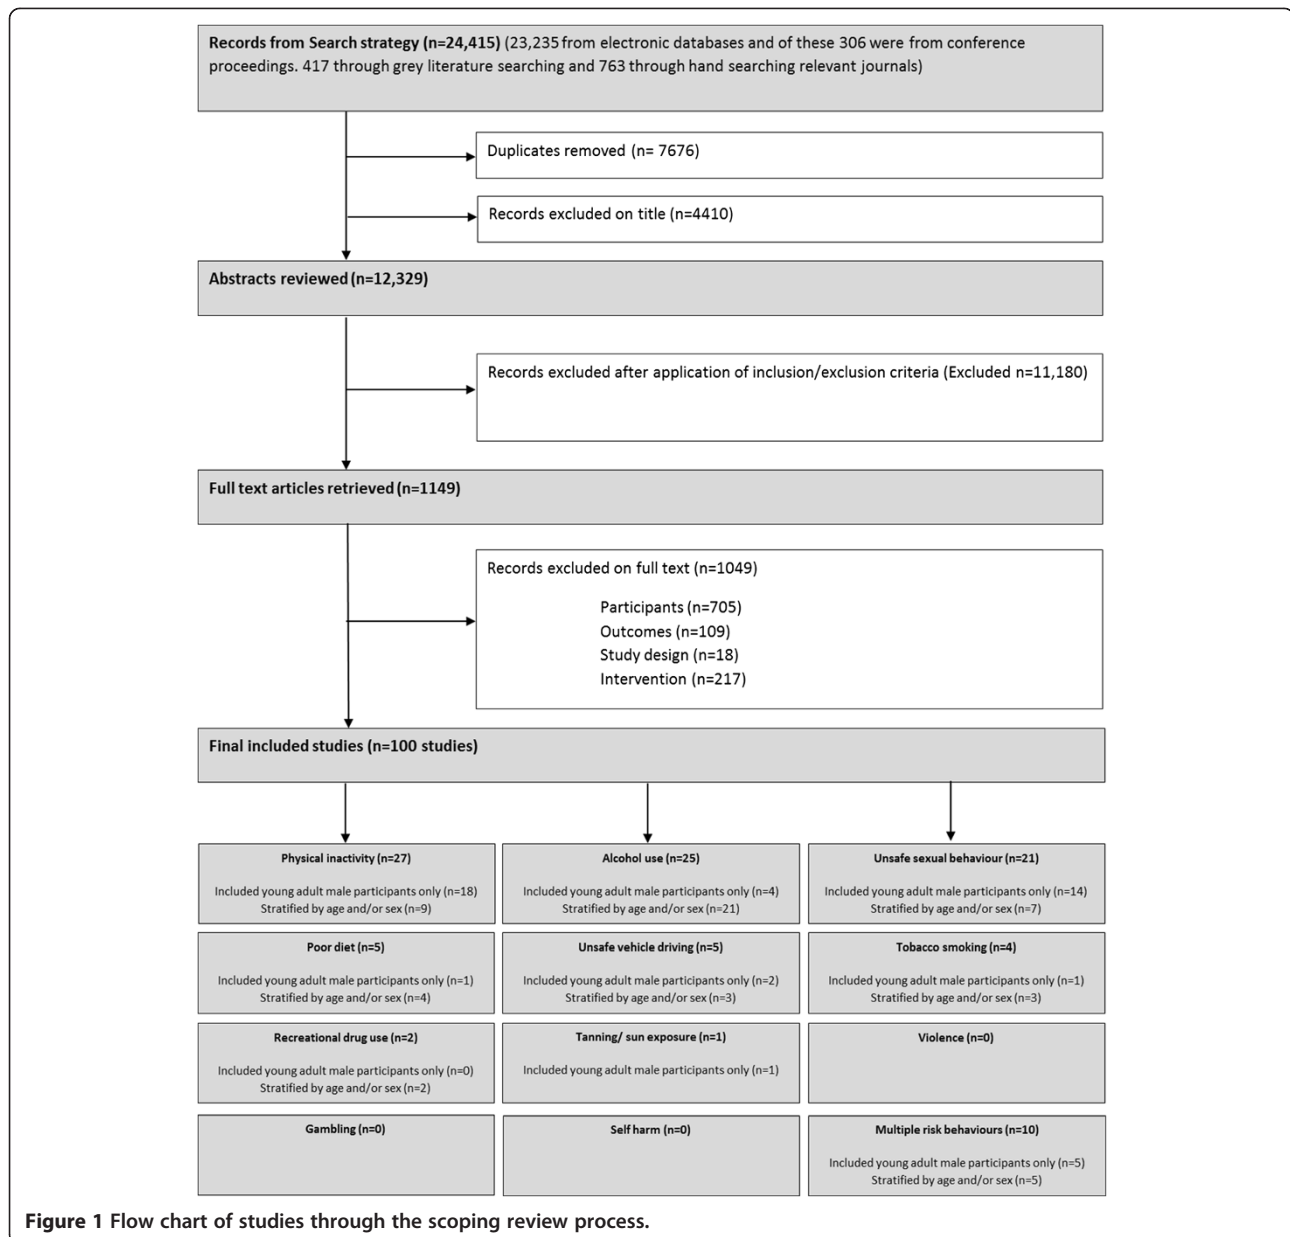 Records from Search strategy (n=24,415) (23,235 from electronic databases and of these 306 were from conference
proceedings. 417 through grey literature searching and 763 through hand searching relevant journals)
Duplicates removed (n= 7676)
Records excluded on title (n=4410)
Abstracts reviewed (n=12,329)
Records excluded after application of inclusion/exclusion criteria (Excluded n=11,180)
Full text articles retrieved (n=1149)
Records excluded on full text (n=1049)
Participants (n=705)
Outcomes (n=109)
Study design (n=18)
Intervention (n=217)
Final included studies (n=100 studies)
Physical inactivity (n=27)
Included young adult male participants only (n=18)
Stratified by age and/or sex (n=9)
Alcohol use (n=25)
Included young adult male participants only (n=4)
Stratified by age and/or sex (n=21)
Unsafe sexual behaviour (n=21)
Included young adult male participants only (n=14)
Stratified by age and/or sex (n=7)
Poor diet (n=5)
Included young adult male participants only (n=1)
Stratified by age and/or sex (n=4)
Unsafe vehicle driving (n=5)
Included young adult male participants only (n=2)
Stratified by age and/or sex (n=3)
Tobacco smoking (n=4)
Included young adult male participants only (n=1)
Stratified by age and/or sex (n=3)
Recreational drug use (n=2)
Included young adult male participants only (n=0)
Stratified by age and/or sex (n=2)
Tanning/ sun exposure (n=1)
Included young adult male participants only (n=1)
Violence (n=0)
Gambling (n=0)
Self harm (n=0)
Multiple risk behaviours (n=10)
Included young adult male participants only (n=5)
Stratified by age and/or sex (n=5)
Figure 1 Flow chart of studies through the scoping review process.